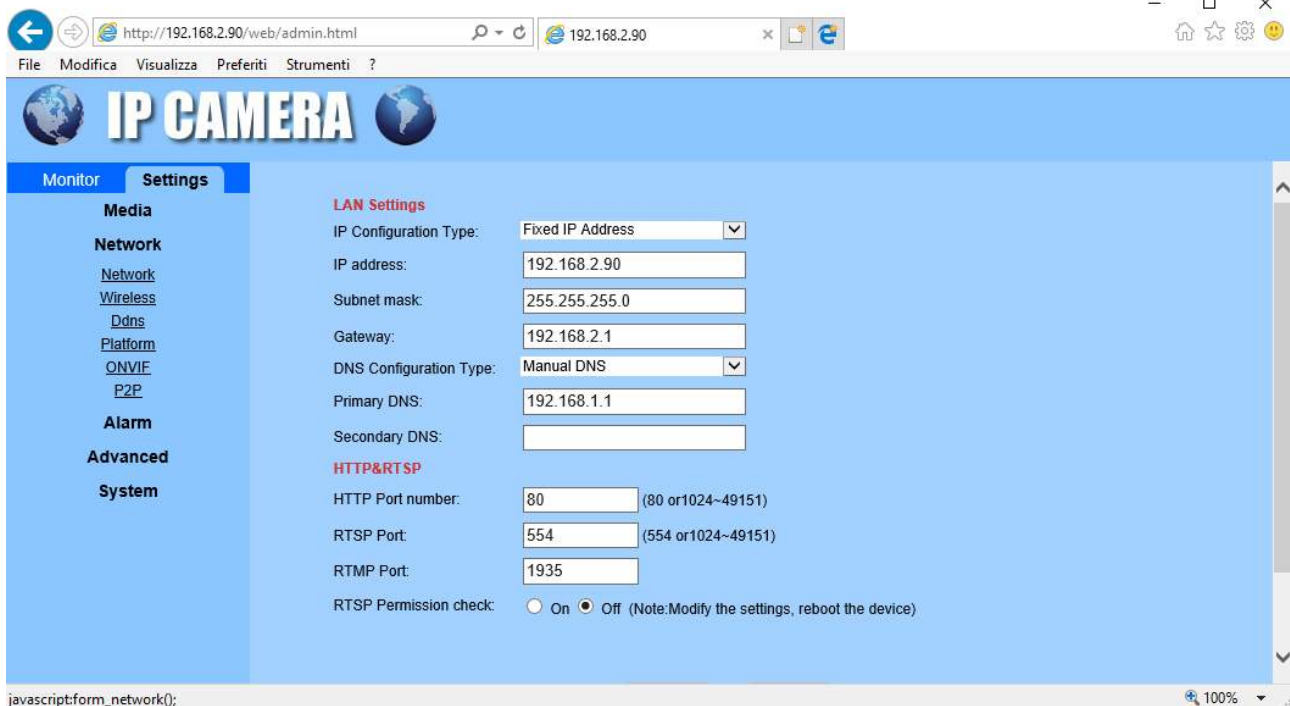 http://192.168.2.90/web/admin.html
192.168.2.90
File Modifica Visualizza Preferiti Strumenti ?
IP CAMERA
Monitor Settings
Media
Network
Network
Wireless
Ddns
Platform
ONVIF
P2P
Alarm
Advanced
System
LAN Settings
IP Configuration Type: Fixed IP Address
IP address: 192.168.2.90
Subnet mask: 255.255.255.0
Gateway: 192.168.2.1
DNS Configuration Type: Manual DNS
Primary DNS: 192.168.1.1
Secondary DNS:
HTTP&RTSP
HTTP Port number: 80 (80 or1024~49151)
RTSP Port: 554 (554 or1024~49151)
RTMP Port: 1935
RTSP Permission check: On Off (Note:Modify the settings, reboot the device)
javascript:form_network();
100%